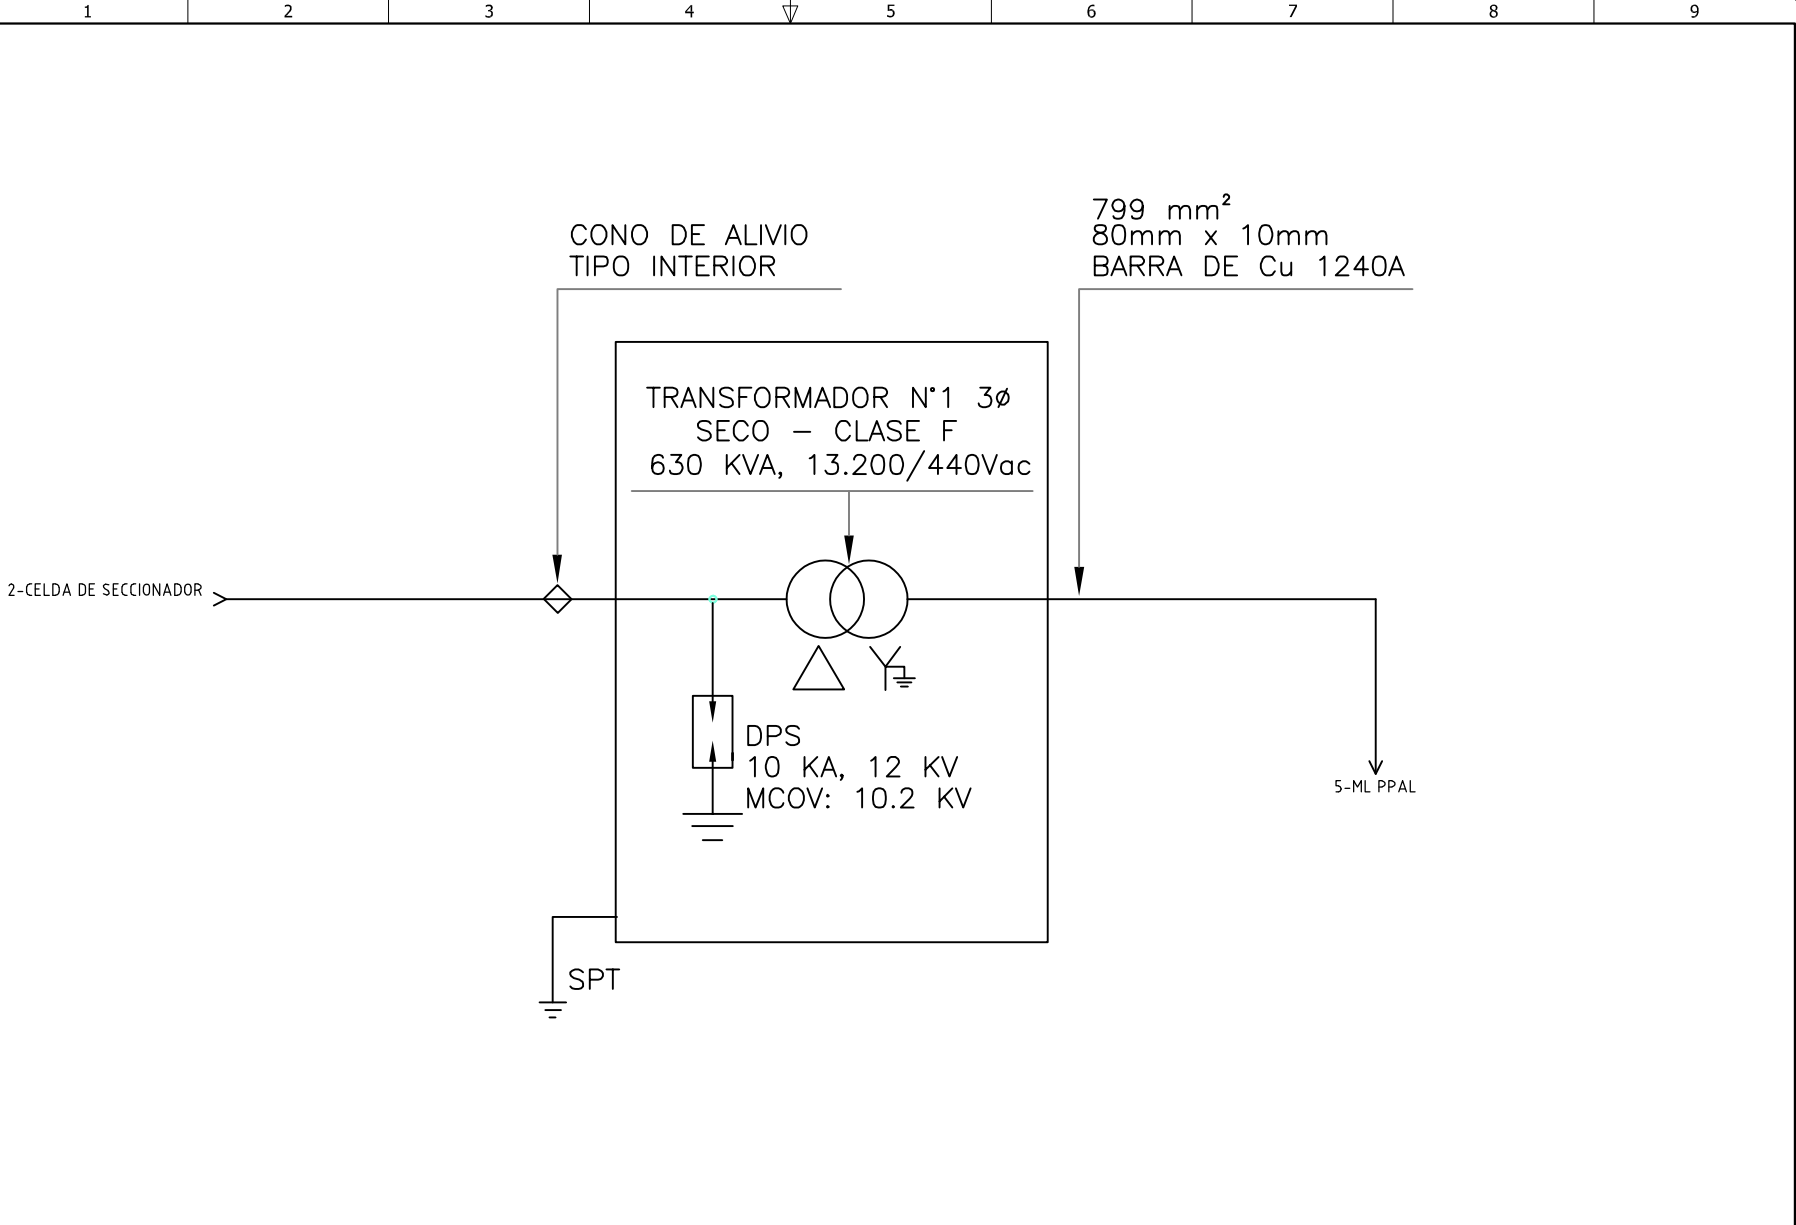 1 2 3 4 5 6 7 8 9
799 mm²
CONO DE ALIVIO
80mm x 10mm
TIPO INTERIOR
BARRA DE Cu 1240A
TRANSFORMADOR N°1 3ø
SECO - CLASE F
630 KVA, 13.200/440Vac
2-CELDA DE SECCIONADOR
DPS
10 KA, 12 KV
MCOV: 10.2 KV
5-ML PPAL
SPT